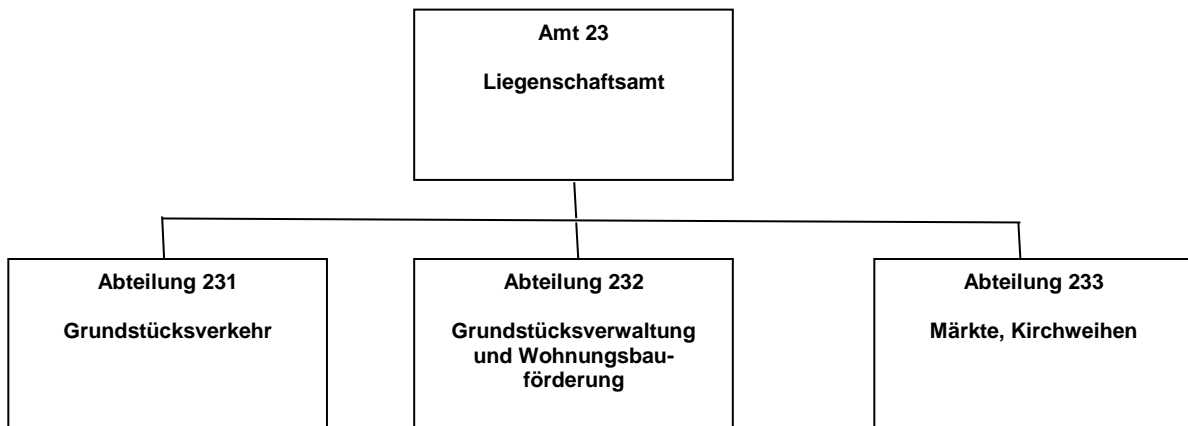 Amt 23
Liegenschaftsamt
Abteilung 231
Grundstücksverkehr
Abteilung 232
Grundstücksverwaltung
und Wohnungsbau-
förderung
Abteilung 233
Märkte, Kirchweihen